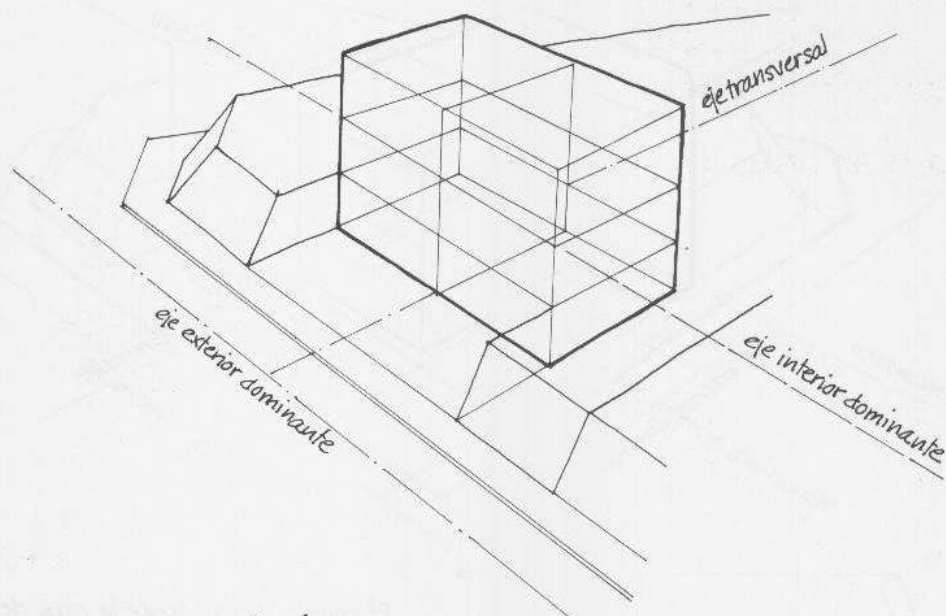 eje transversal
eje exterior dominante
eje interior dominante